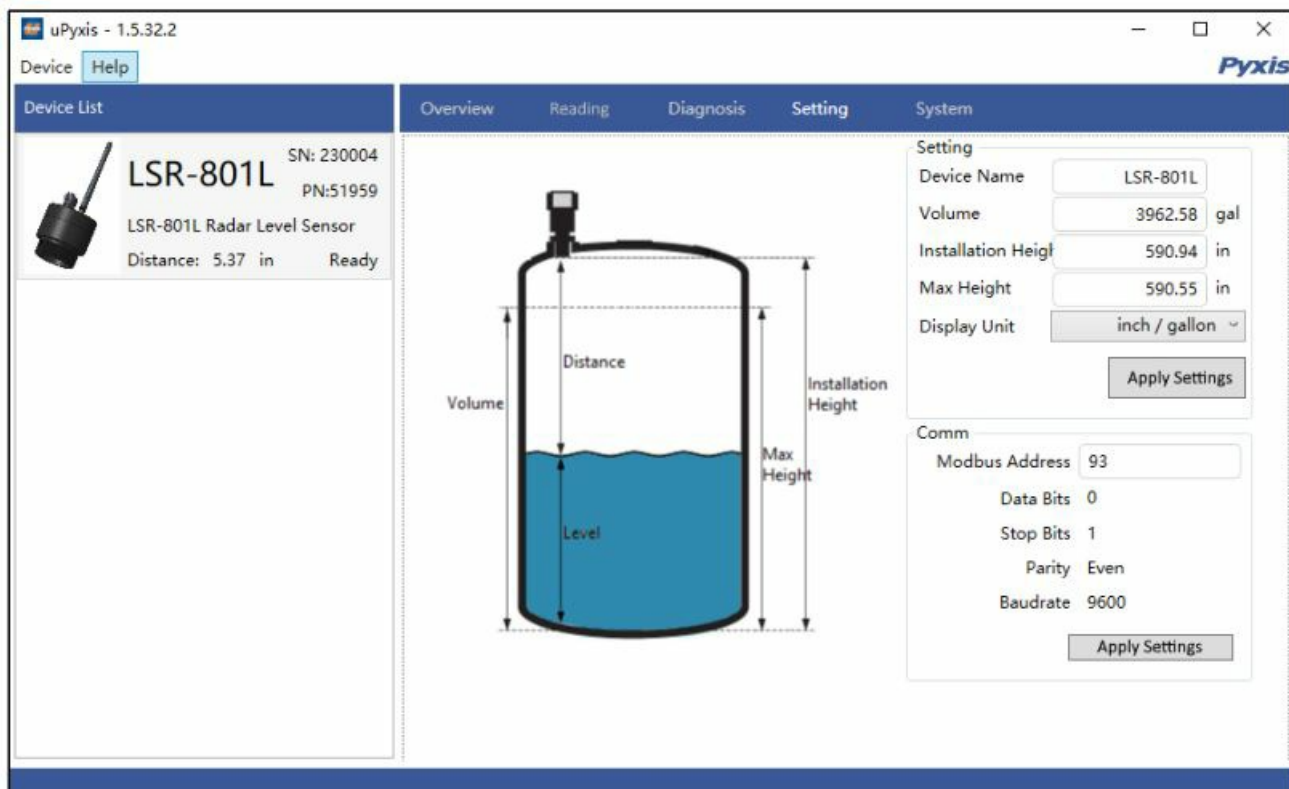 uPyxis - 1.5.32.2
Device Help
Pyxis
Device List
LSR-801L
SN: 230004
PN:51959
LSR-801L Radar Level Sensor
Distance: 5.37 in Ready
Overview Reading Diagnosis Setting System
Distance
Volume
Installation
Height
Max
Height
Level
Setting
Device Name LSR-801L
Volume 3962.58 gal
Installation Heigh 590.94 in
Max Height 590.55 in
Display Unit inch / gallon
Apply Settings
Comm
Modbus Address 93
Data Bits 0
Stop Bits 1
Parity Even
Baudrate 9600
Apply Settings